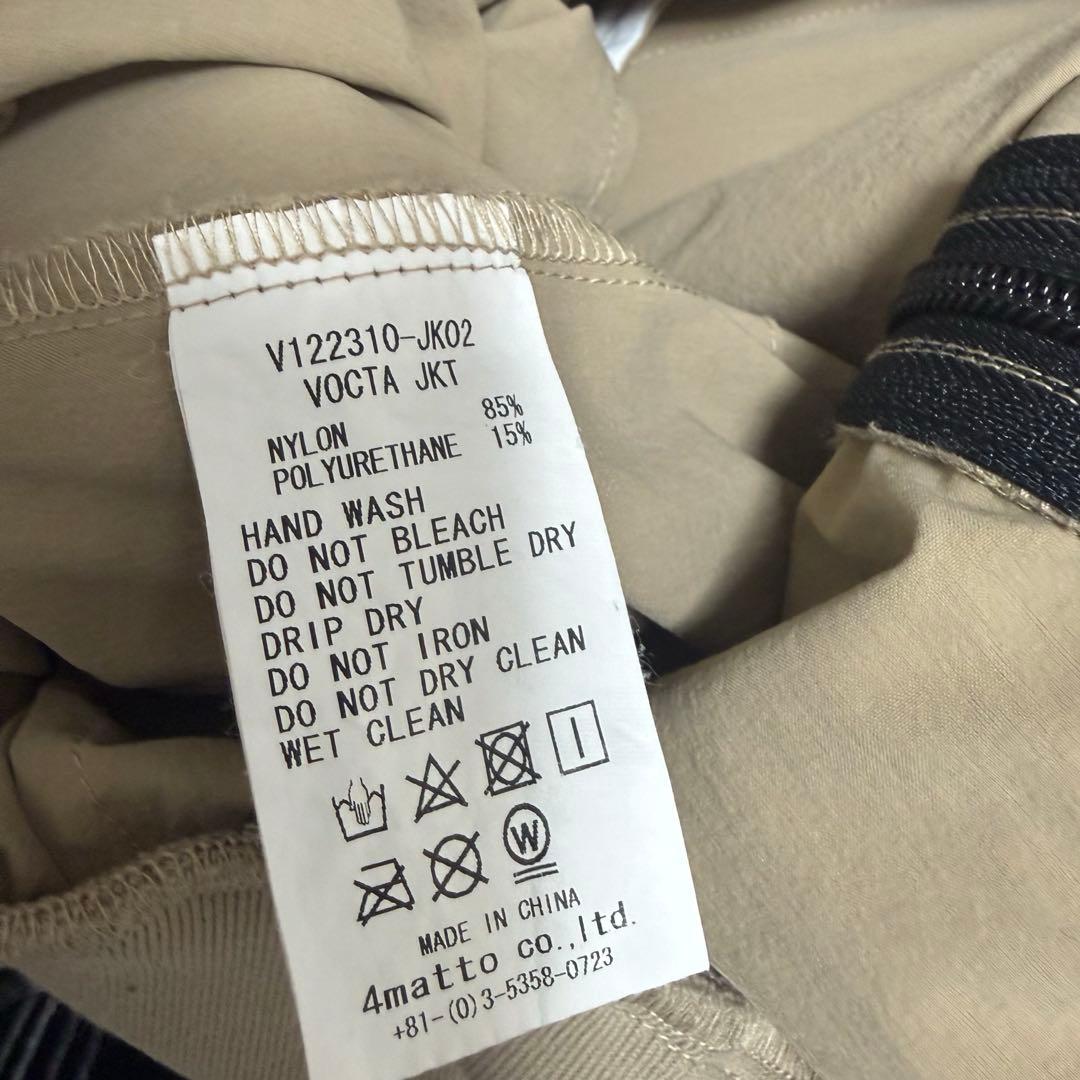 V122310-JK02
VOCTA JKT
NYLON 85%
POLYURETHANE 15%
HAND WASH
DO NOT BLEACH
DO NOT TUMBLE DRY
DRIP DRY
DO NOT IRON
DO NOT DRY CLEAN
WET CLEAN
W
MADE IN CHINA
4matto co.,ltd.
+81-(0)3-5358-0723